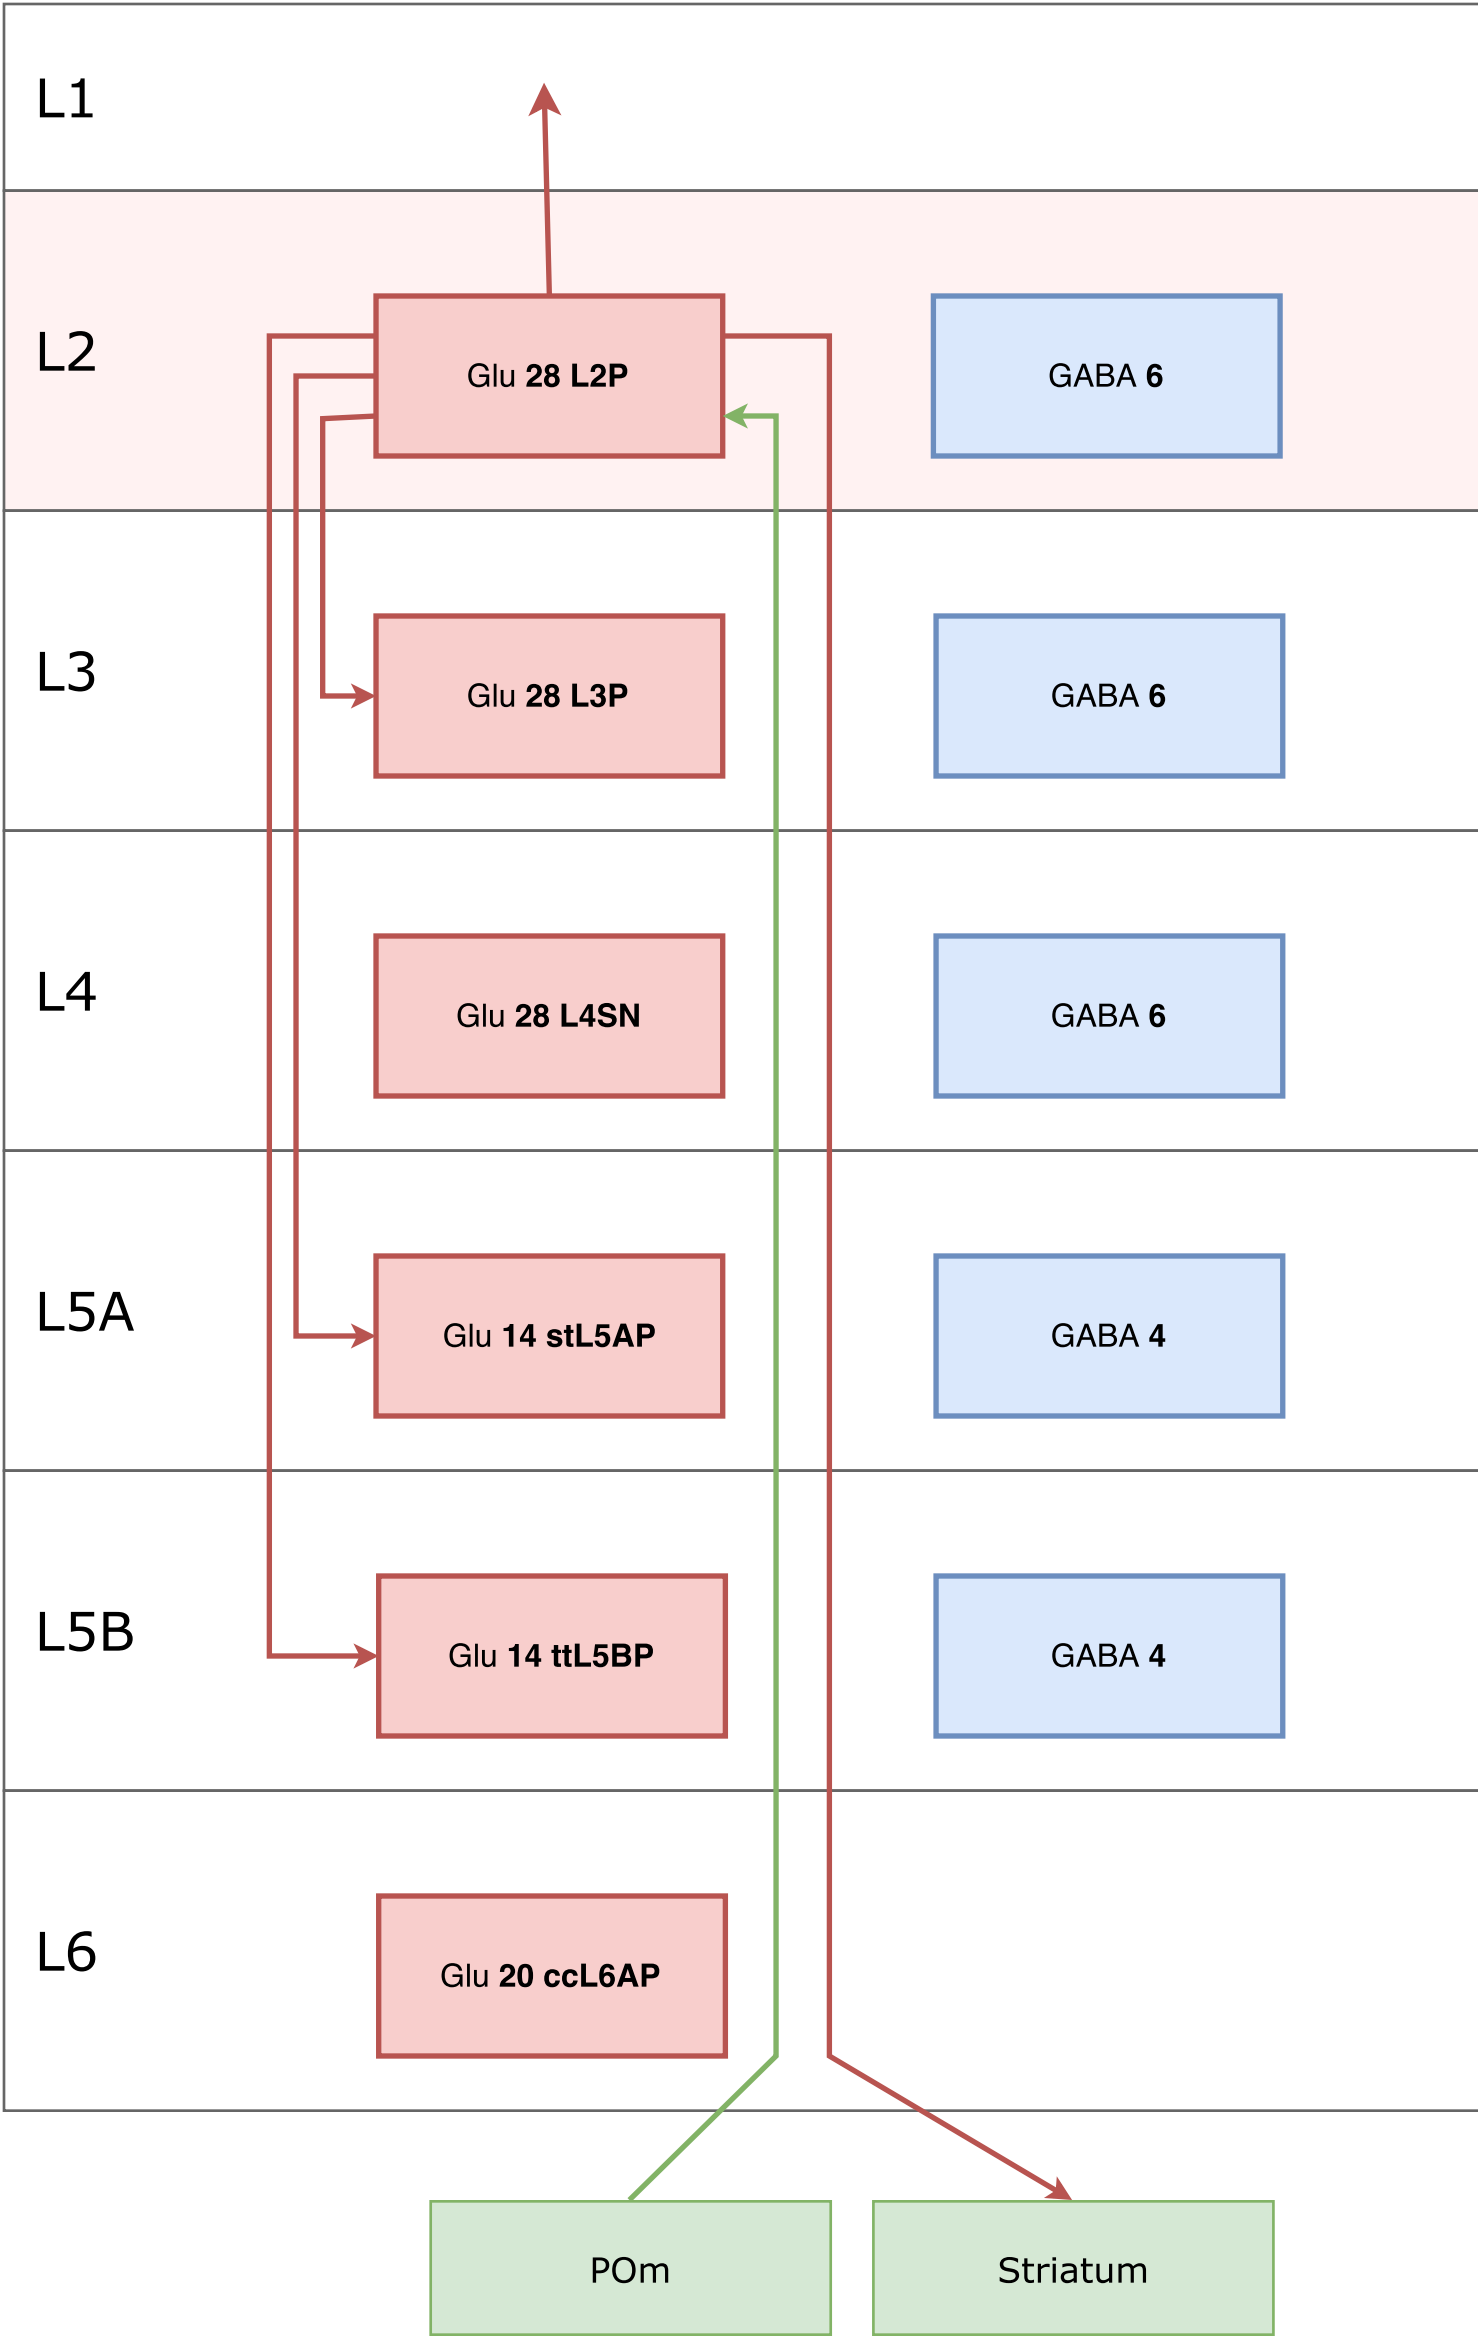 L1
L2
Glu 28 L2P
GABA 6
L3
Glu 28 L3P
GABA 6
L4
Glu 28 L4SN
GABA 6
L5A
Glu 14 stL5AP
GABA 4
L5B
Glu 14 ttL5BP
GABA 4
L6
Glu 20 ccL6AP
POm
Striatum